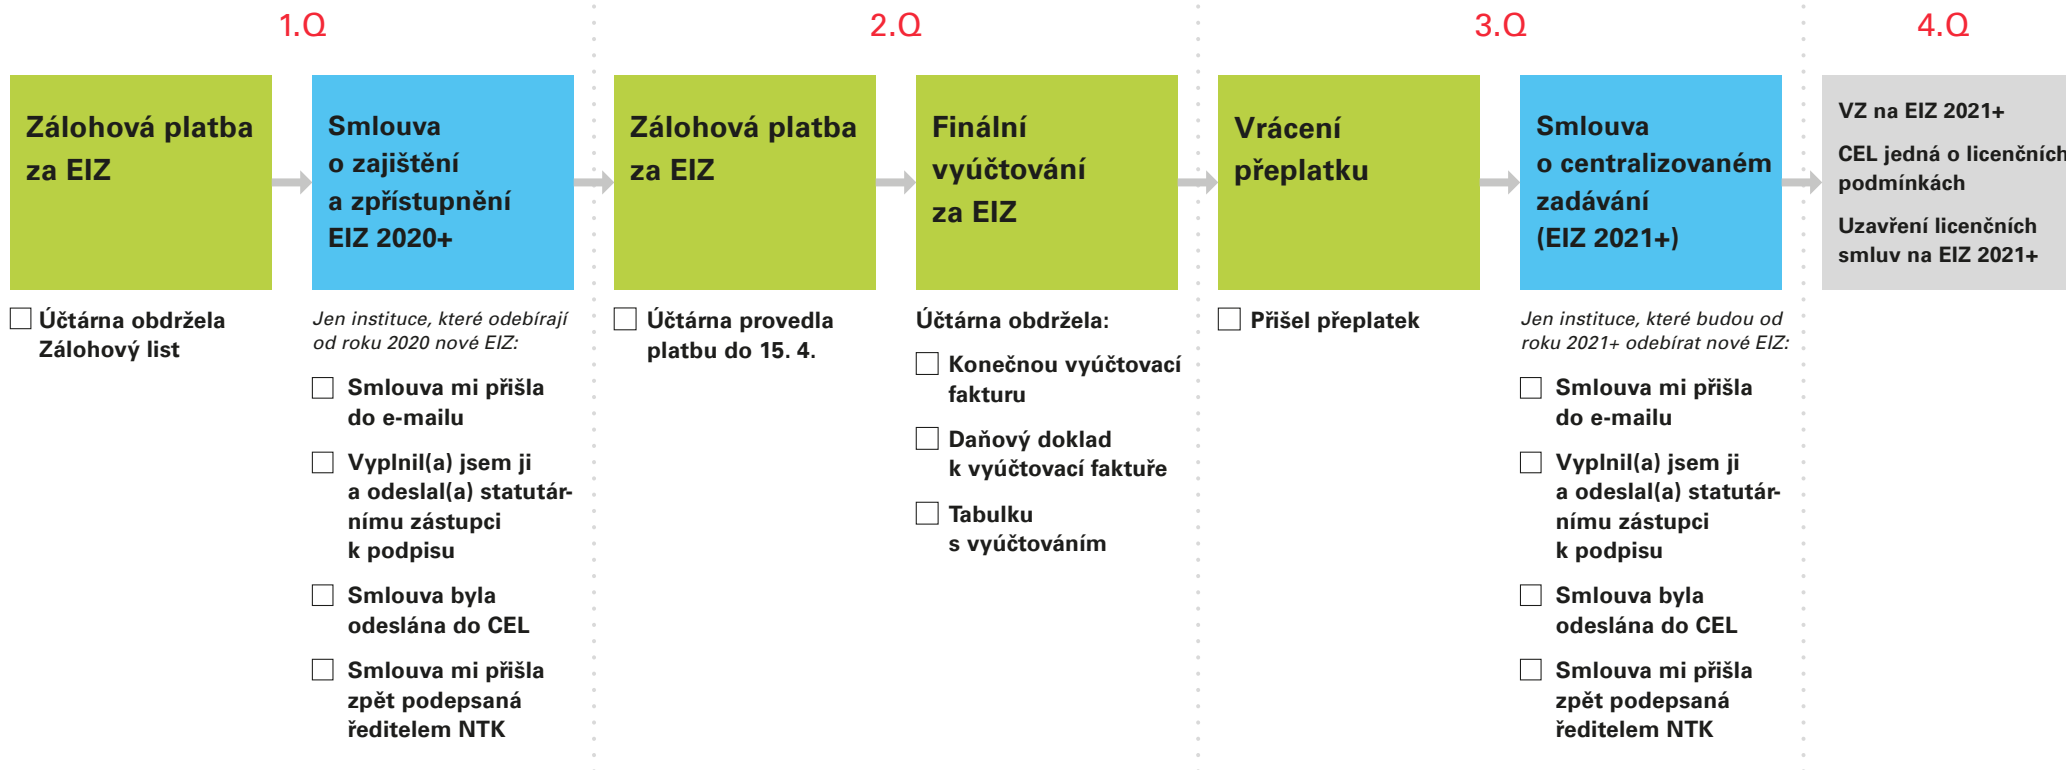 1.Q
2.Q
3.Q
4.Q
Zálohová platba
za EIZ
Účtárna obdržela
Zálohový list
Smlouva
o zajištění
a zpřístupnění
EIZ 2020+
Jen instituce, které odebírají
od roku 2020 nové EIZ:
Smlouva mi přišla
do e-mailu
Vyplnil(a) jsem ji
a odeslal(a) statutár-
nímu zástupci
k podpisu
Smlouva byla
odeslána do CEL
Smlouva mi přišla
zpět podepsaná
ředitelem NTK
Zálohová platba
za EIZ
Účtárna provedla
platbu do 15. 4.
Finální
vyúčtování
za EIZ
Účtárna obdržela:
Konečnou vyúčtovací
fakturu
Daňový doklad
k vyúčtovací faktuře
Tabulku
s vyúčtováním
Vrácení
přeplatku
Přišel přeplatek
Smlouva
o centralizovaném
zadávání
(EIZ 2021+)
Jen instituce, které budou od
roku 2021+ odebírat nové EIZ:
Smlouva mi přišla
do e-mailu
Vyplnil(a) jsem ji
a odeslal(a) statutár-
nímu zástupci
k podpisu
Smlouva byla
odeslána do CEL
Smlouva mi přišla
zpět podepsaná
ředitelem NTK
VZ na EIZ 2021+
CEL jedná o licenčních
podmínkách
Uzavření licenčních
smluv na EIZ 2021+